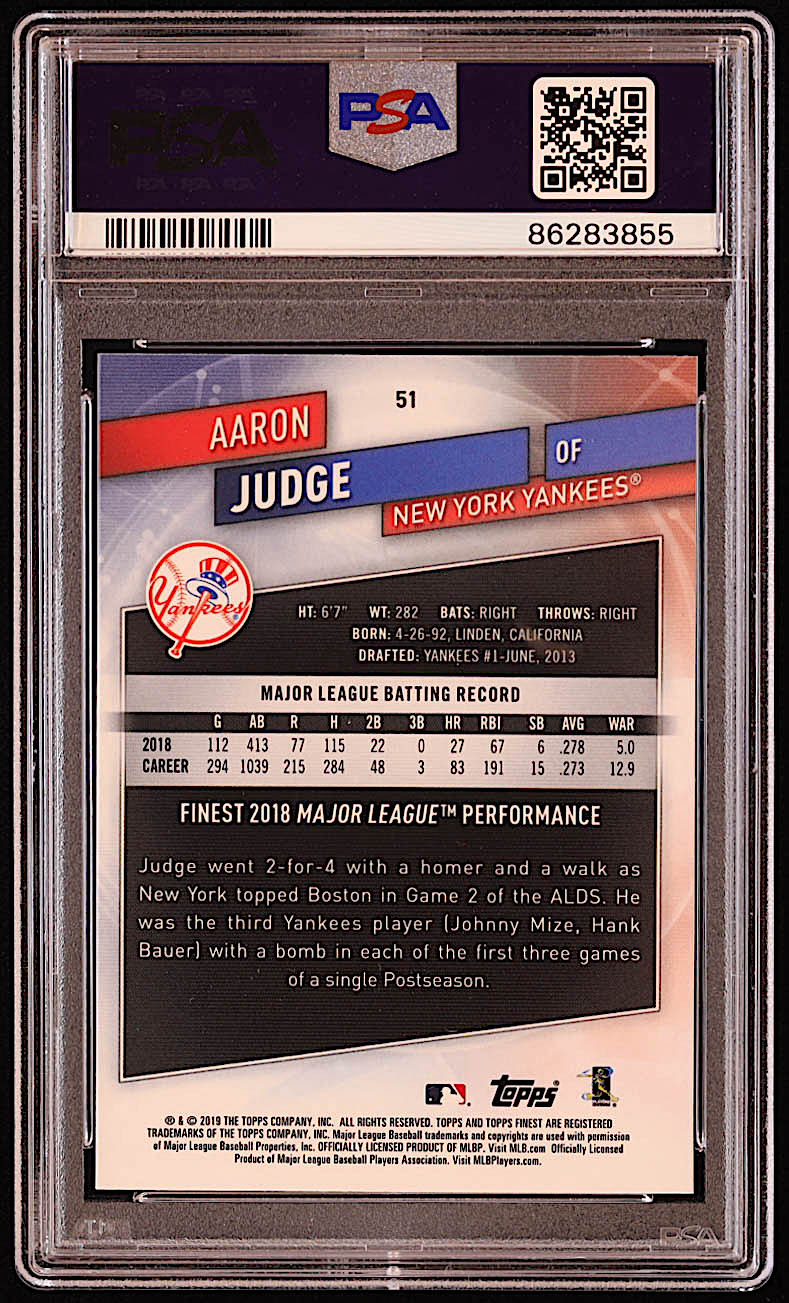 PSA
PSA
86283855
51
AARON
JUDGE
OF
NEW YORK YANKEES®
Yankees
HT: 6'7" WT: 282 BATS: RIGHT THROWS: RIGHT
BORN: 4-26-92, LINDEN, CALIFORNIA
DRAFTED: YANKEES #1-JUNE, 2013
MAJOR LEAGUE BATTING RECORD
G AB R H 2B 3B HR RBI SB AVG WAR
2018 112 413 77 115 22 0 27 67 6 .278 5.0
CAREER 294 1039 215 284 48 3 83 191 15 .273 12.9
FINEST 2018 MAJOR LEAGUE™ PERFORMANCE
Judge went 2-for-4 with a homer and a walk as
New York topped Boston in Game 2 of the ALDS. He
was the third Yankees player (Johnny Mize, Hank
Bauer) with a bomb in each of the first three games
of a single Postseason.
topps®
® & © 2019 THE TOPPS COMPANY, INC. ALL RIGHTS RESERVED. TOPPS AND TOPPS FINEST ARE REGISTERED
TRADEMARKS OF THE TOPPS COMPANY, INC. Major League Baseball trademarks and copyrights are used with permission
of Major League Baseball Properties, Inc. OFFICIALLY LICENSED PRODUCT OF MLBP. Visit MLB.com Officially Licensed
Product of Major League Baseball Players Association. Visit MLBPlayers.com.
PSA